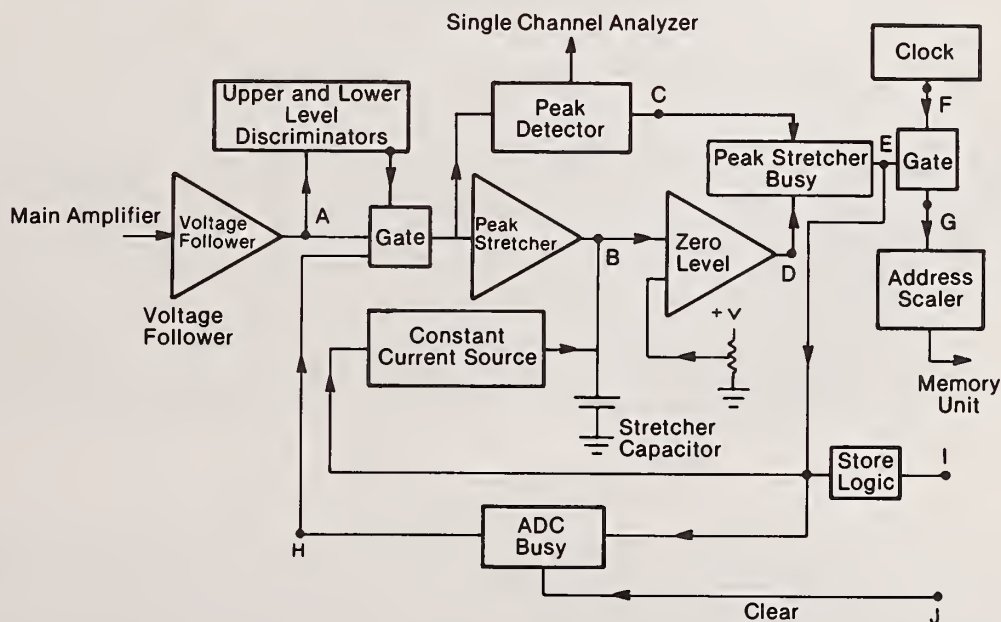 Single Channel Analyzer
Clock
Upper and Lower
Level
Discriminators
Peak
Detector
C
F
Peak Stretcher
Busy
E
Gate
Main Amplifier
Voltage
Follower
A
Gate
Peak
Stretcher
B
Zero
Level
D
G
Address
Scaler
Voltage
Follower
Constant
Current Source
+ V
Memory
Unit
Stretcher
Capacitor
Store
Logic
I
H
ADC
Busy
Clear
J